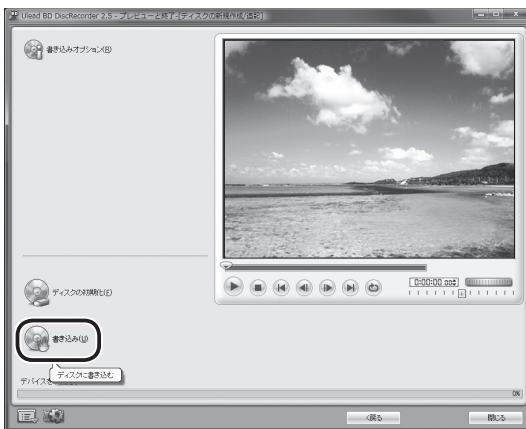 Ulead BD DiscRecorder 2.5 - プレビューと終了-[ディスクの新規作成/追記]
書き込みオプション(B)
ディスクの初期化(E)
0:00:00.00
書き込み(U)
ディスクに書き込む
デバイスを
0%
<戻る
閉じる